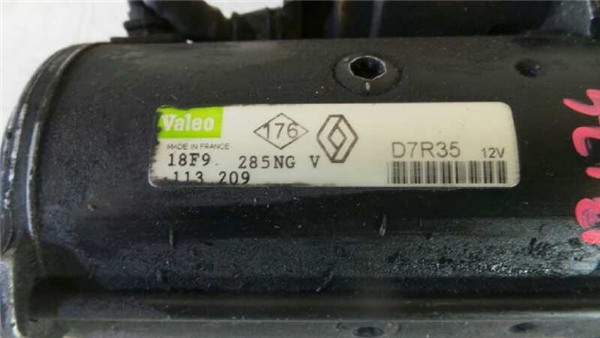 Valeo 176 D7R35 12V
MADE IN FRANCE
18F9. 285NG V
113 209